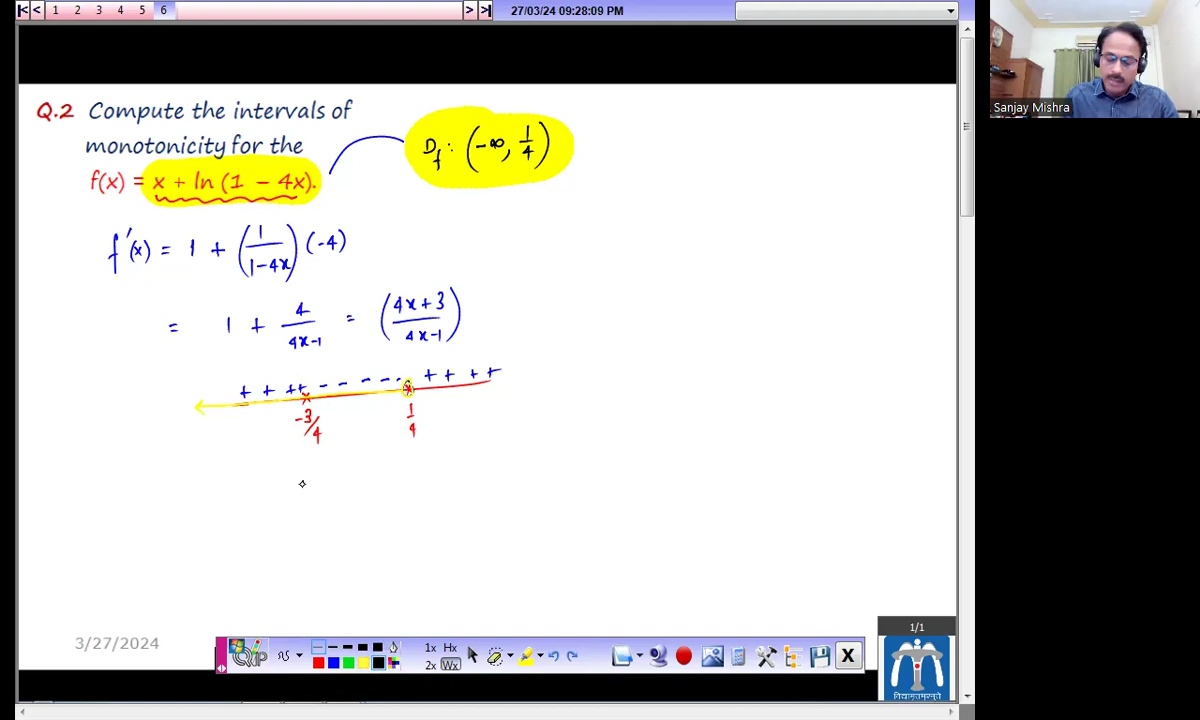 1 2 3 4 5 6
27/03/24 09:28:09 PM
Sanjay Mishra
Q.2 Compute the intervals of
monotonicity for the
f(x) = x + ln (1 - 4x).
D_f : (-∞, 1/4)
f'(x) = 1 + (1/(1-4x)) (-4)
= 1 + 4/(4x-1) = ((4x+3)/(4x-1))
+ + + + - - - - - + + + +
-3/4 1/4
3/27/2024
1/1
1x Hx
2x Wx
X